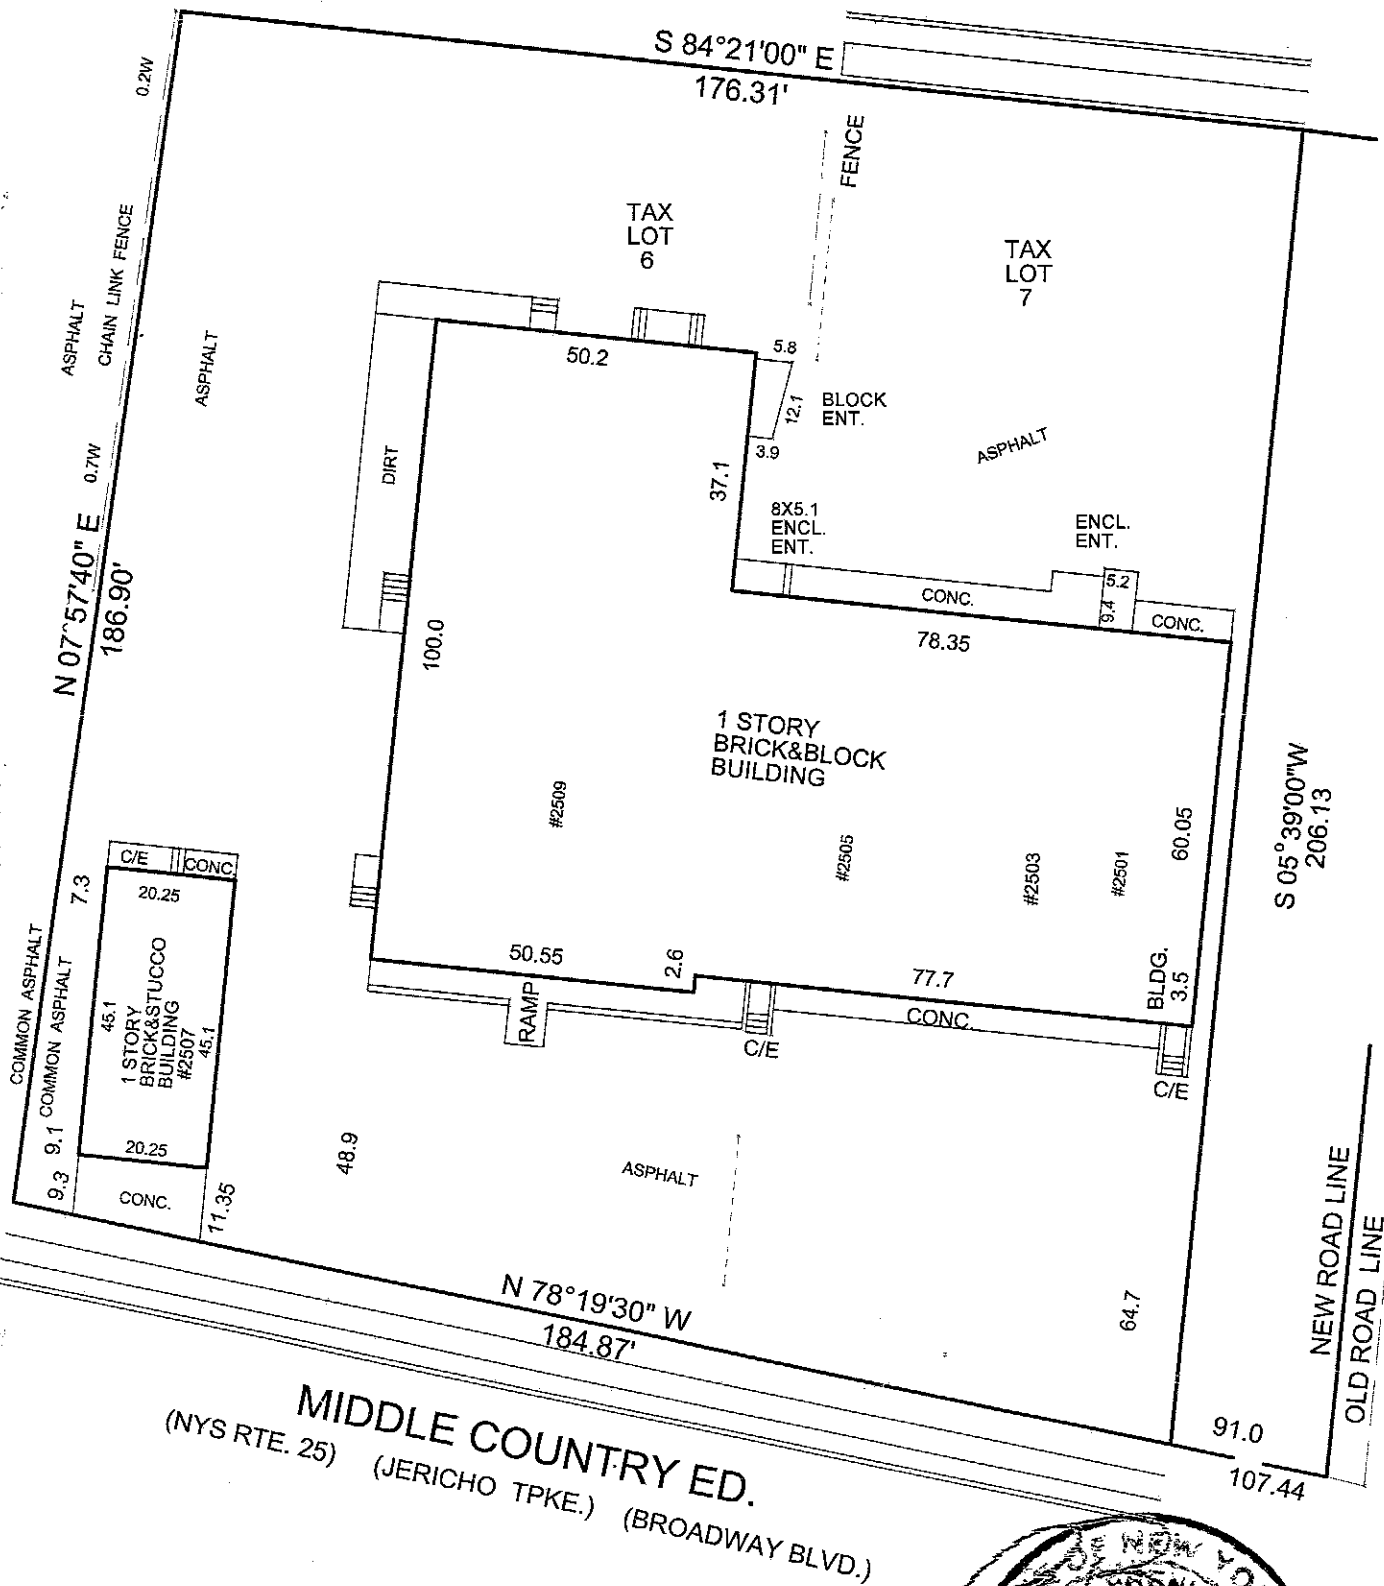 S 84°21'00" E
176.31'
0.2W
FENCE
TAX
LOT
6
TAX
LOT
7
CHAIN LINK FENCE
ASPHALT
ASPHALT
50.2
5.8
12.1
BLOCK
ENT.
3.9
ASPHALT
0.7W
DIRT
37.1
8X5.1
ENCL.
ENT.
ENCL.
ENT.
N 07°57'40" E
186.90'
5.2
9.4
CONC.
CONC.
100.0
78.35
1 STORY
BRICK&BLOCK
BUILDING
#2509
#2505
#2503
#2501
60.05
S 05°39'00"W
206.13
C/E
CONC
7.3
20.25
COMMON ASPHALT
COMMON ASPHALT
45.1
1 STORY
BRICK&STUCCO
BUILDING
#2507
45.1
50.55
2.6
77.7
BLDG.
3.5
RAMP
CONC.
C/E
C/E
9.1
20.25
9.3
CONC.
11.35
48.9
ASPHALT
64.7
NEW ROAD LINE
OLD ROAD LINE
N 78°19'30" W
184.87'
91.0
107.44
MIDDLE COUNTRY ED.
(NYS RTE. 25) (JERICHO TPKE.) (BROADWAY BLVD.)
OF NEW YO